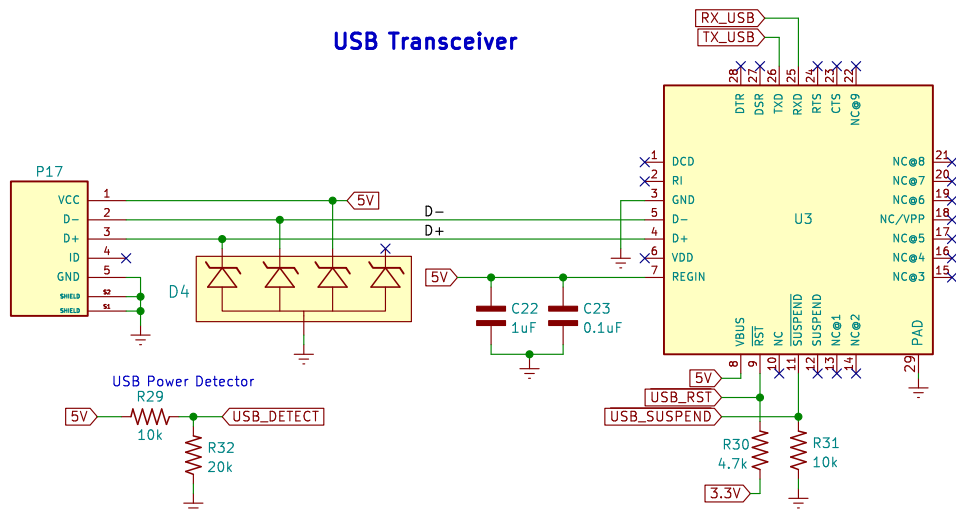 USB Transceiver
RX_USB
TX_USB
28 27 26 25 24 23 22
DTR DSR TXD RXD RTS CTS NC@9
P17
VCC 1
D- 2
D+ 3
ID 4
GND 5
SHIELD S2
SHIELD S1
5V
D-
D+
D4
1 DCD
2 RI
3 GND
5 D-
4 D+
6 VDD
7 REGIN
U3
NC@8 21
NC@7 20
NC@6 19
NC/VPP 18
NC@5 17
NC@4 16
NC@3 15
5V
C22
1uF
C23
0.1uF
VBUS RST NC SUSPEND SUSPEND NC@1 NC@2 PAD
8 9 10 11 12 13 14 29
5V
USB_RST
USB_SUSPEND
R30
4.7k
R31
10k
3.3V
USB Power Detector
R29
5V
10k
USB_DETECT
R32
20k